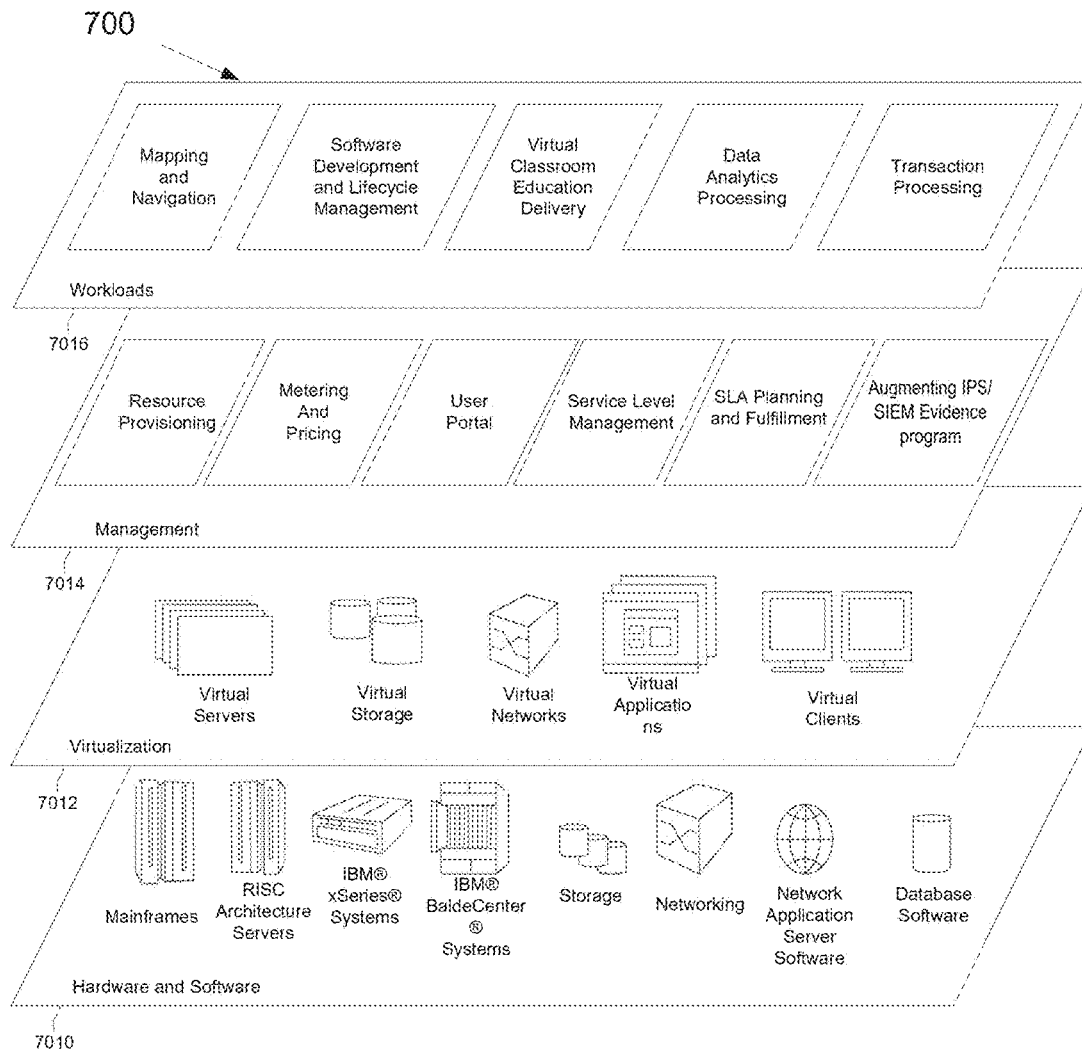 700
Mapping
and
Navigation
Software
Development
and Lifecycle
Management
Virtual
Classroom
Education
Delivery
Data
Analytics
Processing
Transaction
Processing
Workloads
7016
Resource
Provisioning
Metering
And
Pricing
User
Portal
Service Level
Management
SLA Planning
and Fulfillment
Augmenting IPS/
SIEM Evidence
program
Management
7014
Virtual
Servers
Virtual
Storage
Virtual
Networks
Virtual
Applicatio
ns
Virtual
Clients
Virtualization
7012
Mainframes
RISC
Architecture
Servers
IBM®
xSeries®
Systems
IBM®
BaldeCenter
®
Systems
Storage
Networking
Network
Application
Server
Software
Database
Software
Hardware and Software
7010